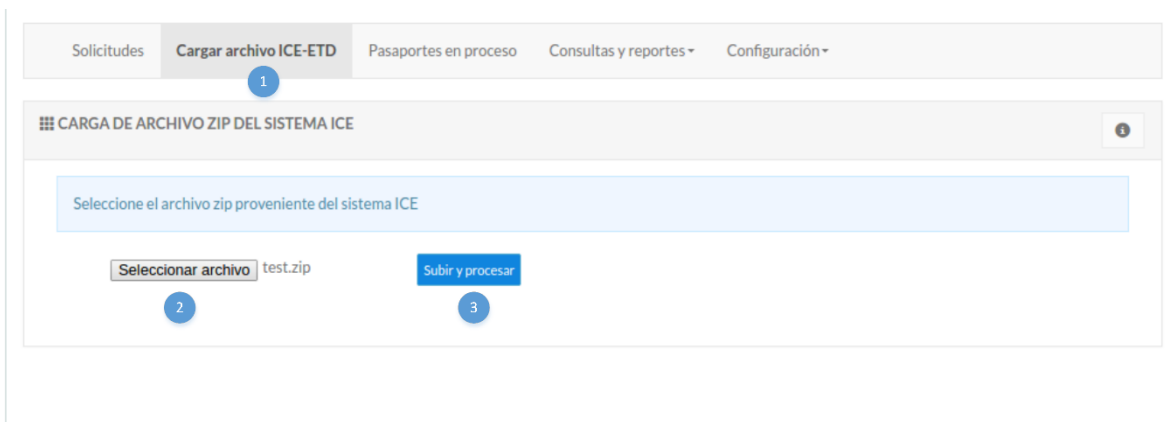 Solicitudes Cargar archivo ICE-ETD Pasaportes en proceso Consultas y reportes Configuración
1
CARGA DE ARCHIVO ZIP DEL SISTEMA ICE
Seleccione el archivo zip proveniente del sistema ICE
Seleccionar archivo test.zip Subir y procesar
2 3